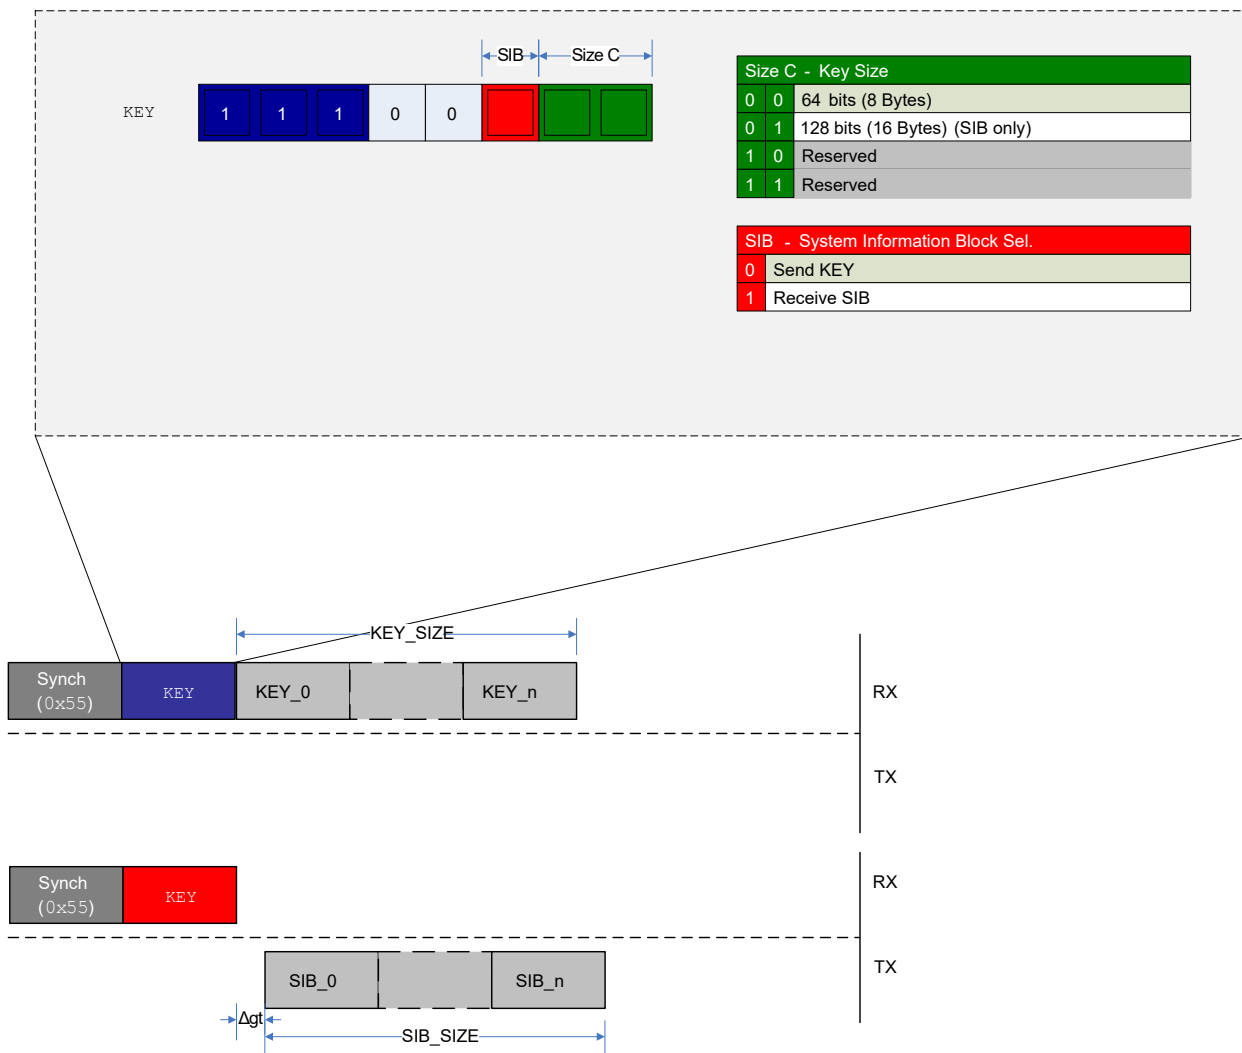 SIB
Size C
KEY
1 1 1 0 0
Size C - Key Size
0 0 64 bits (8 Bytes)
0 1 128 bits (16 Bytes) (SIB only)
1 0 Reserved
1 1 Reserved
SIB - System Information Block Sel.
0 Send KEY
1 Receive SIB
KEY_SIZE
Synch
(0x55)
KEY
KEY_0
KEY_n
RX
TX
Synch
(0x55)
KEY
RX
SIB_0
SIB_n
TX
Δgt
SIB_SIZE